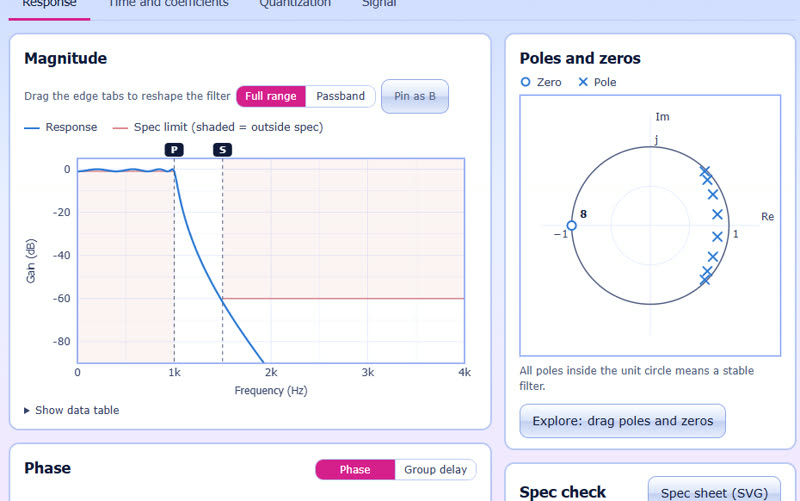 Response Time and coefficients Quantization Signal
Magnitude
Drag the edge tabs to reshape the filter Full range Passband Pin as B
Response Spec limit (shaded = outside spec)
P S
0
-20
-40
-60
-80
Gain (dB)
0 1k 2k 3k 4k
Frequency (Hz)
Show data table
Poles and zeros
Zero Pole
Im
j
8
Re
−1 1
All poles inside the unit circle means a stable
filter.
Explore: drag poles and zeros
Phase
Phase Group delay
Spec check Spec sheet (SVG)